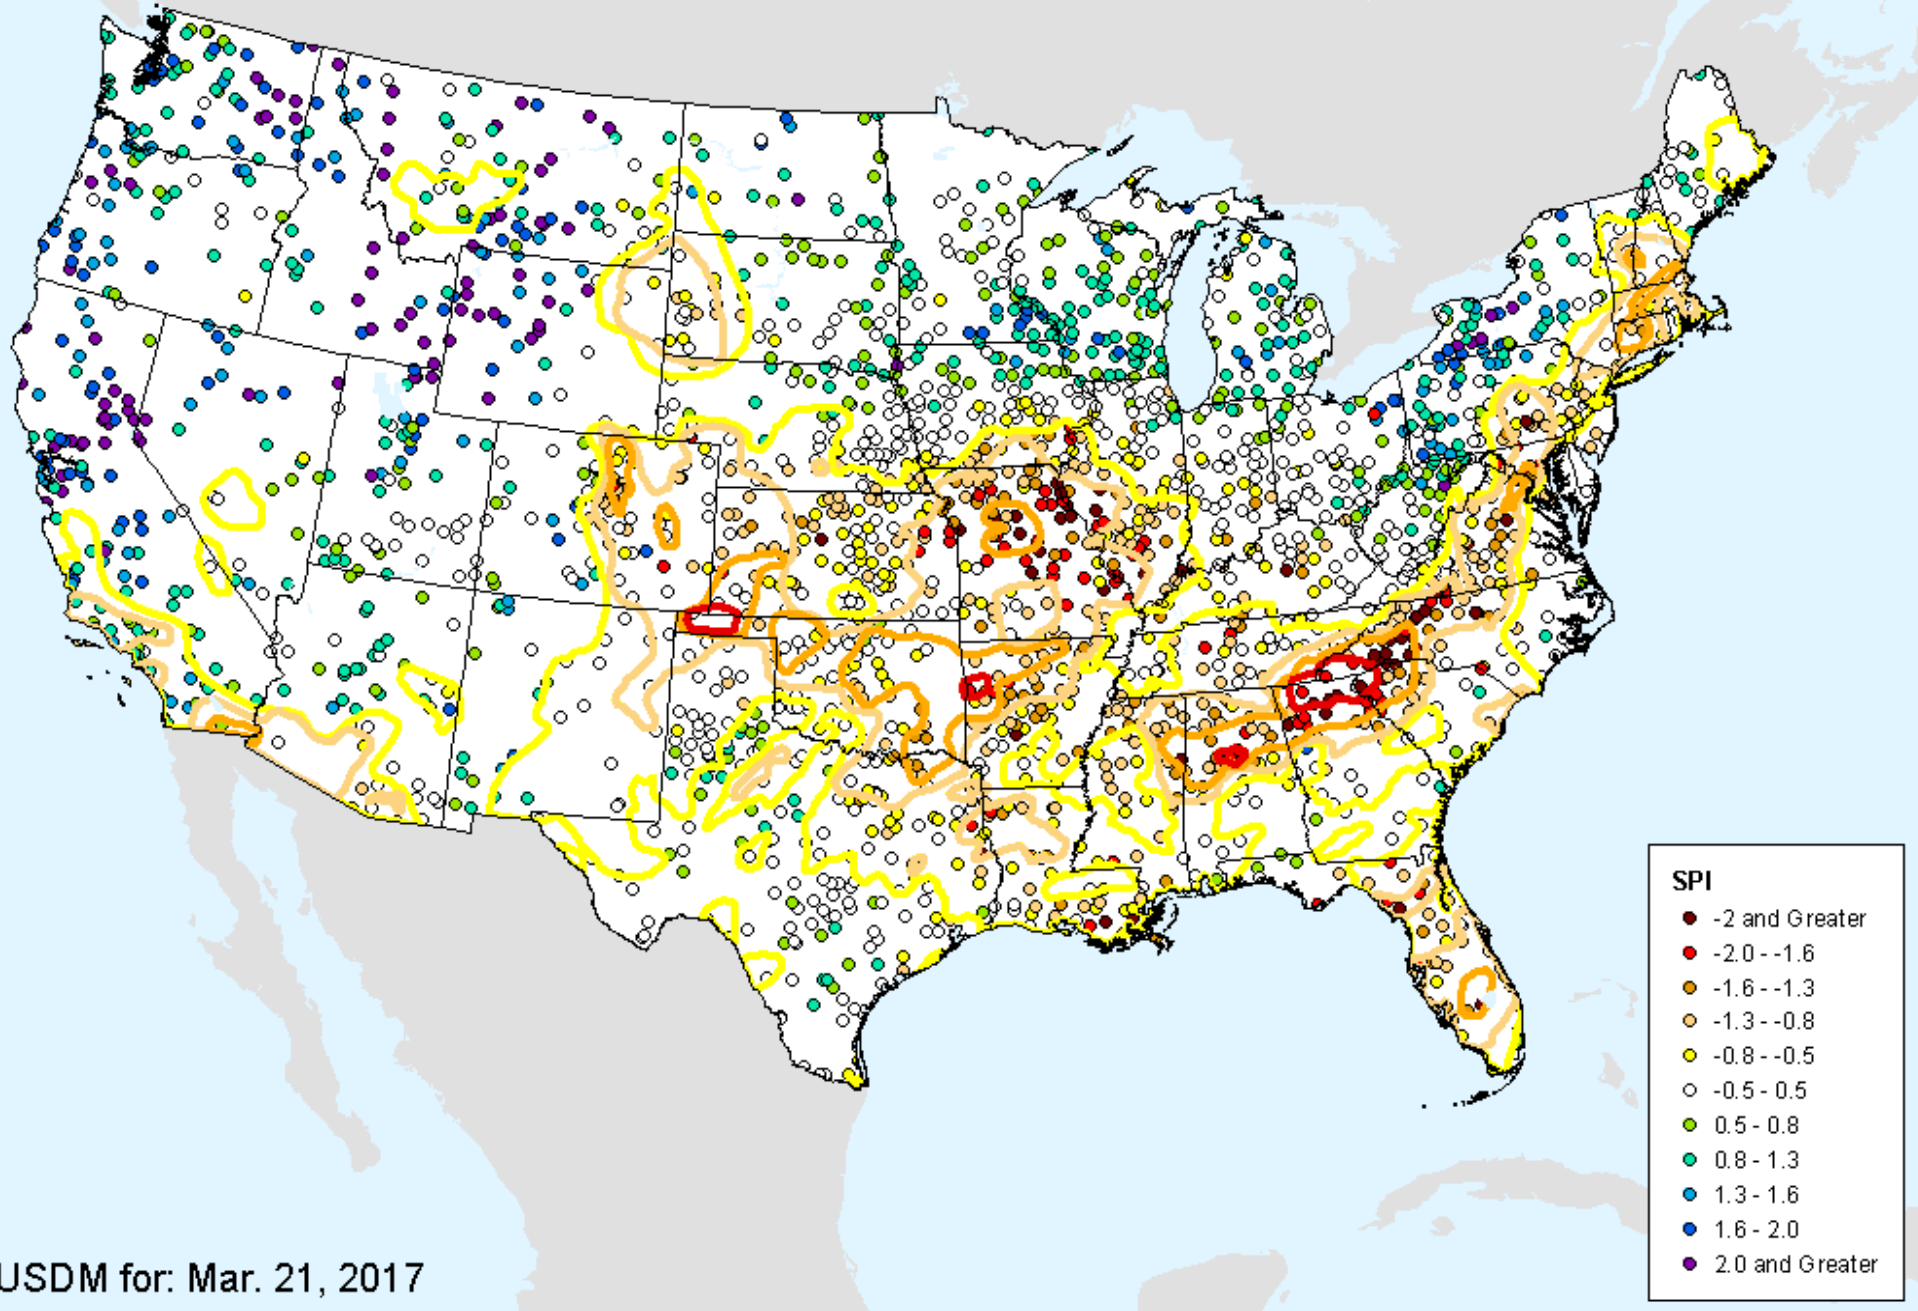 SPI
-2 and Greater
-2.0 - -1.6
-1.6 - -1.3
-1.3 - -0.8
-0.8 - -0.5
-0.5 - 0.5
0.5 - 0.8
0.8 - 1.3
1.3 - 1.6
1.6 - 2.0
2.0 and Greater
USDM for: Mar. 21, 2017